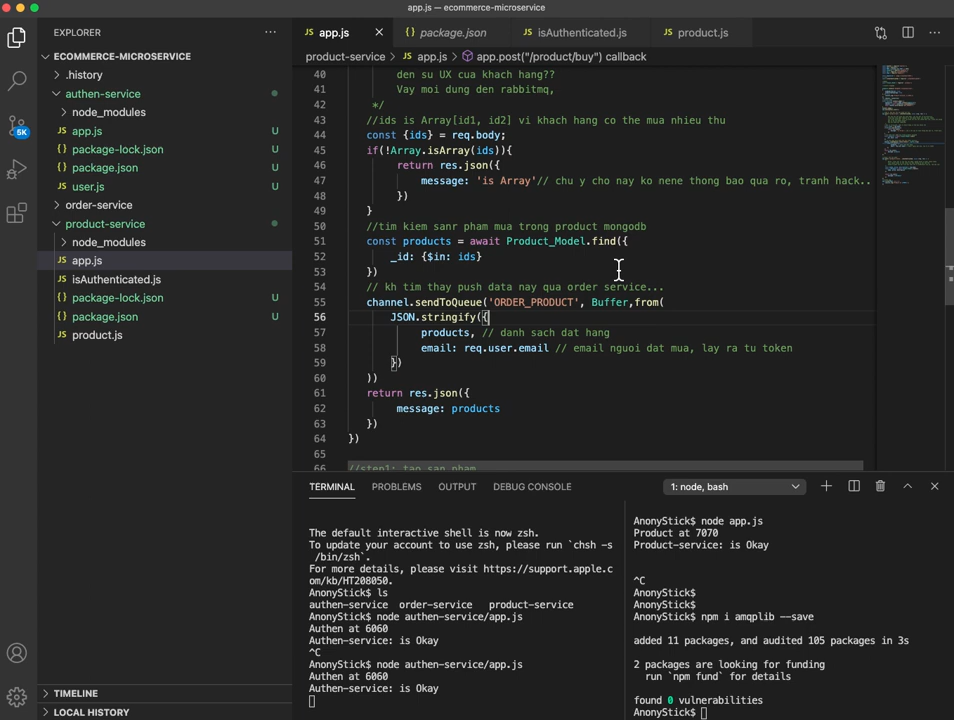 app.js — ecommerce-microservice
EXPLORER
ECOMMERCE-MICROSERVICE
.history
authen-service
node_modules
JS app.js U
{} package-lock.json U
{} package.json U
JS user.js U
order-service
product-service
node_modules
JS app.js
JS isAuthenticated.js
{} package-lock.json U
{} package.json U
JS product.js
TIMELINE
LOCAL HISTORY
5K
JS app.js {} package.json JS isAuthenticated.js JS product.js
product-service > JS app.js > app.post("/product/buy") callback
40 den su UX cua khach hang??
41 Vay moi dung den rabbitmq,
42 */
43 //ids is Array[id1, id2] vi khach hang co the mua nhieu thu
44 const {ids} = req.body;
45 if(!Array.isArray(ids)){
46 return res.json({
47 message: 'is Array'// chu y cho nay ko nene thong bao qua ro, tranh hack..
48 })
49 }
50 //tim kiem sanr pham mua trong product mongodb
51 const products = await Product_Model.find({
52 _id: {$in: ids}
53 })
54 // kh tim thay push data nay qua order service...
55 channel.sendToQueue('ORDER_PRODUCT', Buffer,from(
56 JSON.stringify({
57 products, // danh sach dat hang
58 email: req.user.email // email nguoi dat mua, lay ra tu token
59 })
60 ))
61 return res.json({
62 message: products
63 })
64 })
65
66 //step1: tao san pham
TERMINAL PROBLEMS OUTPUT DEBUG CONSOLE 1: node, bash
The default interactive shell is now zsh.
To update your account to use zsh, please run `chsh -s
/bin/zsh`.
For more details, please visit https://support.apple.c
om/kb/HT208050.
AnonyStick$ ls
authen-service order-service product-service
AnonyStick$ node authen-service/app.js
Authen at 6060
Authen-service: is Okay
^C
AnonyStick$ node authen-service/app.js
Authen at 6060
Authen-service: is Okay
AnonyStick$ node app.js
Product at 7070
Product-service: is Okay
^C
AnonyStick$
AnonyStick$
AnonyStick$ npm i amqplib --save
added 11 packages, and audited 105 packages in 3s
2 packages are looking for funding
run `npm fund` for details
found 0 vulnerabilities
AnonyStick$